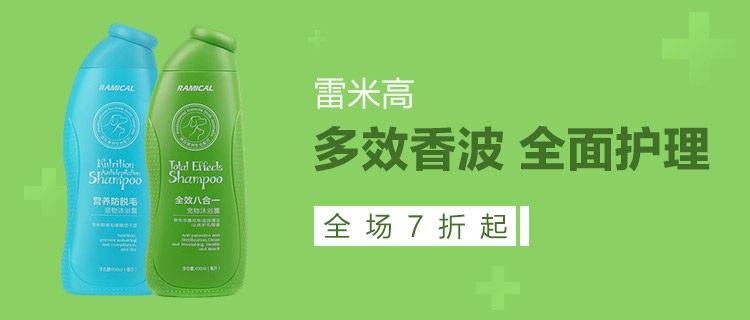 雷米高
多效香波 全面护理
全场7折起
RAMICAL
Nutrition
Antidepilation
Shampoo
营养防脱毛
宠物沐浴露
RAMICAL
Total Effects
Shampoo
全效八合一
宠物沐浴露